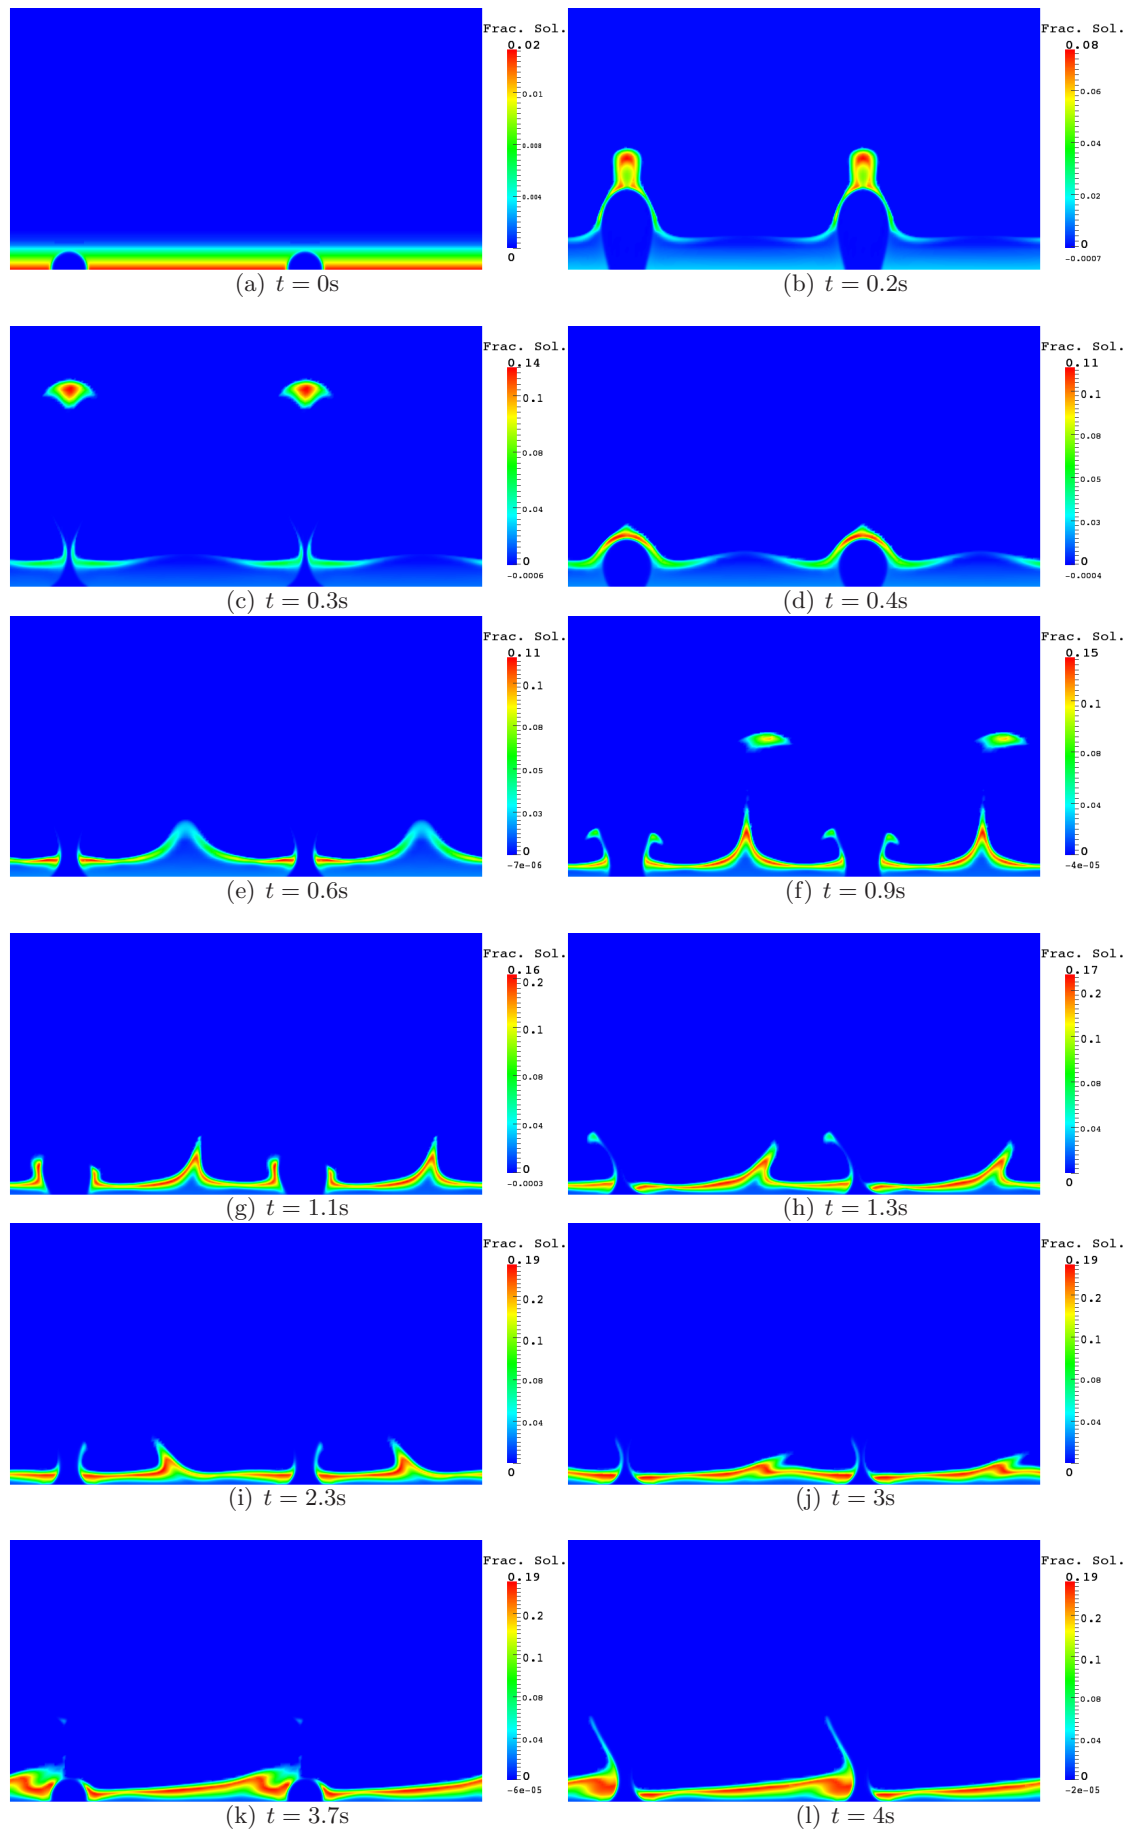 Frac. Sol.
0.02
0.01
0.008
0.004
0
(a) t = 0s
Frac. Sol.
0.08
0.06
0.04
0.02
0
-0.0007
(b) t = 0.2s
Frac. Sol.
0.14
0.1
0.08
0.04
0
-0.0006
(c) t = 0.3s
Frac. Sol.
0.11
0.1
0.08
0.05
0.03
0
-0.0004
(d) t = 0.4s
Frac. Sol.
0.11
0.1
0.08
0.05
0.03
0
-7e-06
(e) t = 0.6s
Frac. Sol.
0.15
0.1
0.08
0.04
0
-4e-05
(f) t = 0.9s
Frac. Sol.
0.16
0.2
0.1
0.08
0.04
0
-0.0003
(g) t = 1.1s
Frac. Sol.
0.17
0.2
0.1
0.08
0.04
0
(h) t = 1.3s
Frac. Sol.
0.19
0.2
0.1
0.08
0.04
0
(i) t = 2.3s
Frac. Sol.
0.19
0.2
0.1
0.08
0.04
0
(j) t = 3s
Frac. Sol.
0.19
0.2
0.1
0.08
0.04
0
-6e-05
(k) t = 3.7s
Frac. Sol.
0.19
0.2
0.1
0.08
0.04
0
-2e-05
(l) t = 4s